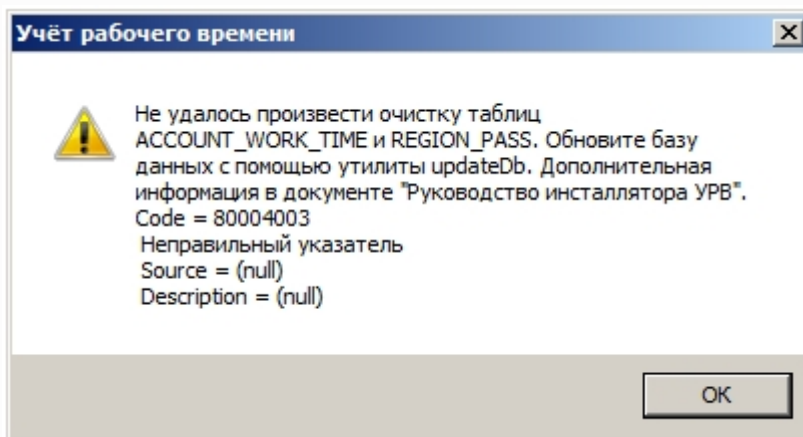 Учёт рабочего времени
Не удалось произвести очистку таблиц
ACCOUNT_WORK_TIME и REGION_PASS. Обновите базу
данных с помощью утилиты updateDb. Дополнительная
информация в документе "Руководство инсталлятора УРВ".
Code = 80004003
Неправильный указатель
Source = (null)
Description = (null)
OK